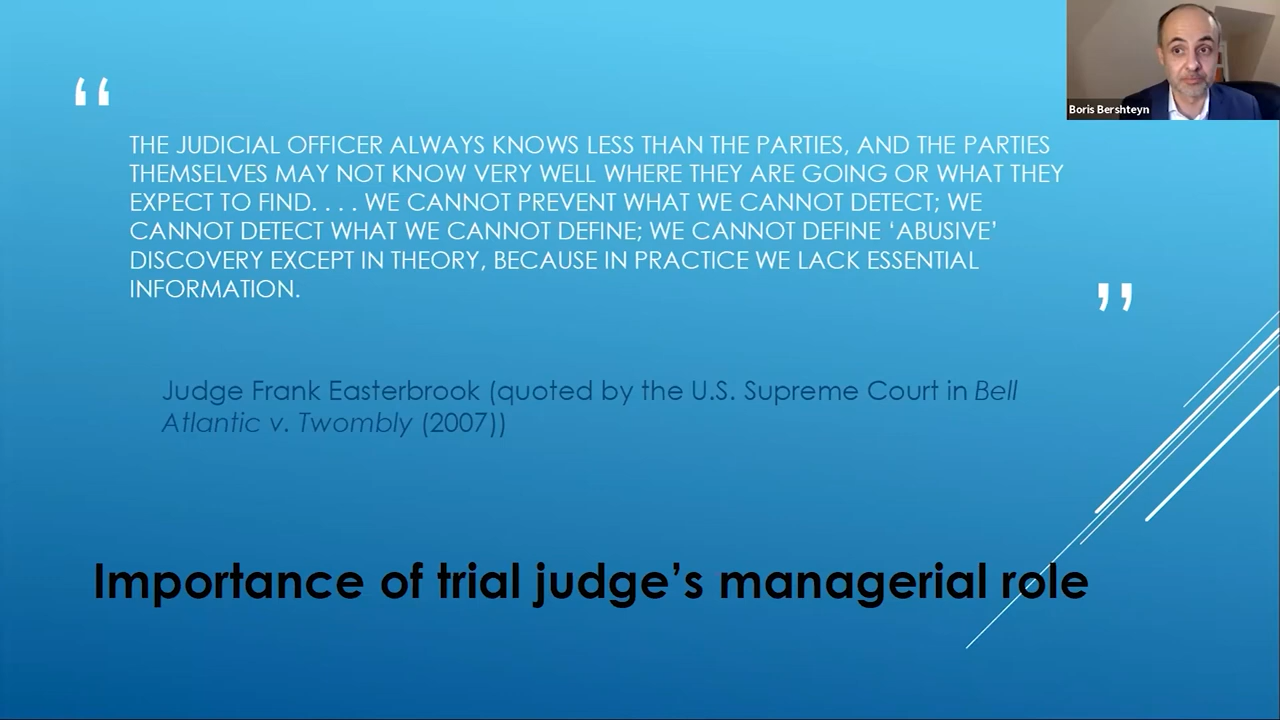 “
THE JUDICIAL OFFICER ALWAYS KNOWS LESS THAN THE PARTIES, AND THE PARTIES
THEMSELVES MAY NOT KNOW VERY WELL WHERE THEY ARE GOING OR WHAT THEY
EXPECT TO FIND. . . . WE CANNOT PREVENT WHAT WE CANNOT DETECT; WE
CANNOT DETECT WHAT WE CANNOT DEFINE; WE CANNOT DEFINE ‘ABUSIVE’
DISCOVERY EXCEPT IN THEORY, BECAUSE IN PRACTICE WE LACK ESSENTIAL
INFORMATION.
”
Judge Frank Easterbrook (quoted by the U.S. Supreme Court in Bell
Atlantic v. Twombly (2007))
Importance of trial judge’s managerial role
Boris Bershteyn